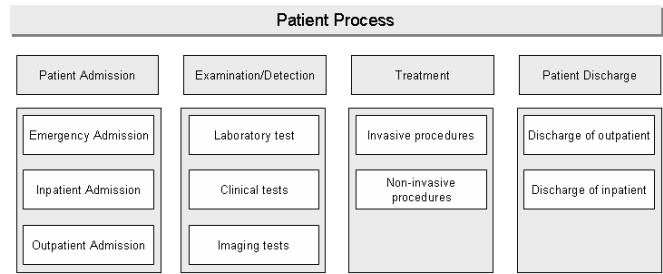 Patient Process
Patient Admission
Examination/Detection
Treatment
Patient Discharge
Emergency Admission
Laboratory test
Invasive procedures
Discharge of outpatient
Inpatient Admission
Clinical tests
Non-invasive
procedures
Discharge of inpatient
Outpatient Admission
Imaging tests